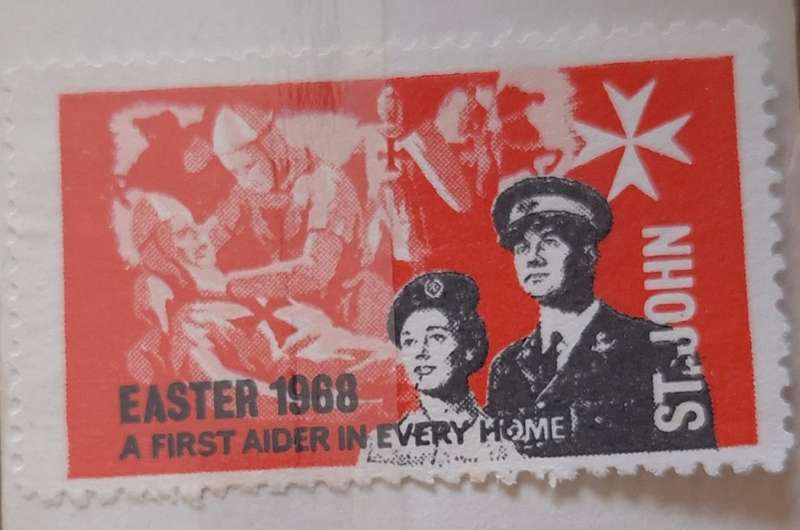 ST. JOHN
EASTER 1968
A FIRST AIDER IN EVERY HOME